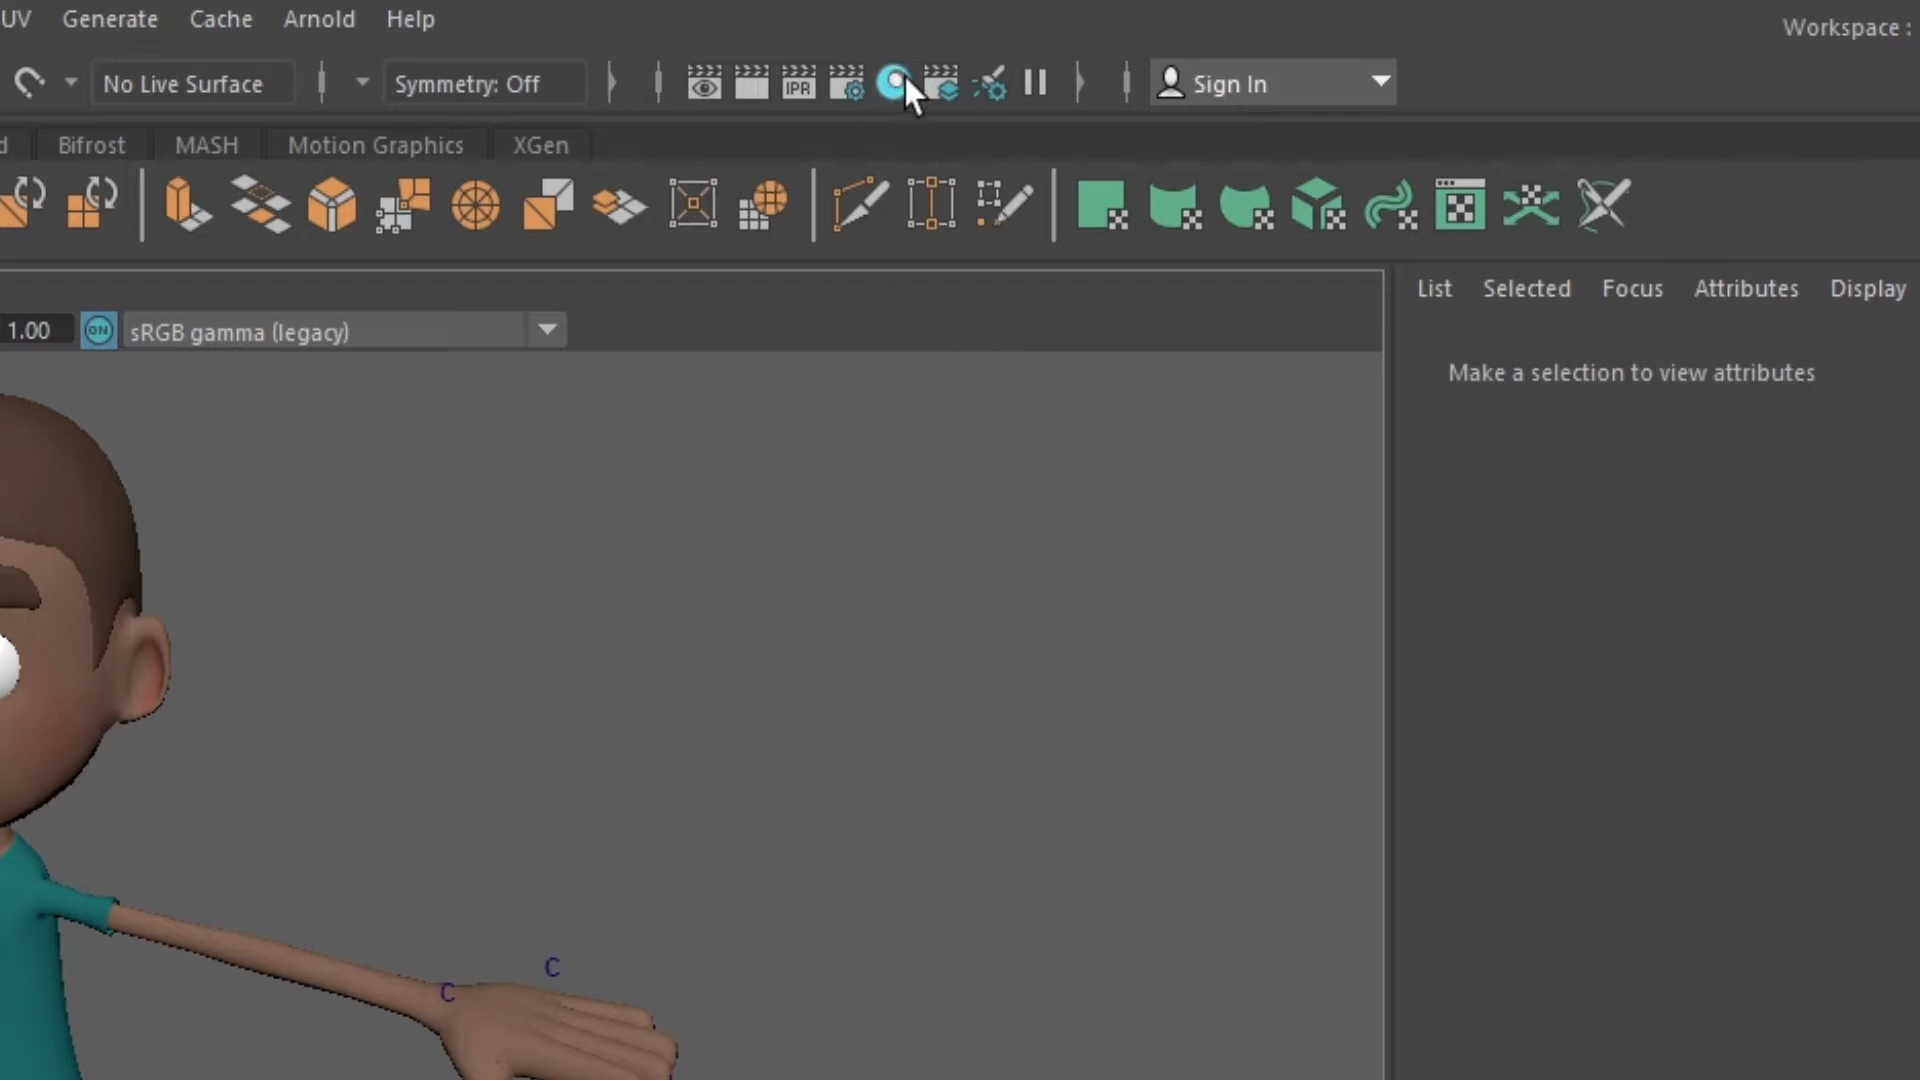 UV Generate Cache Arnold Help
Workspace :
No Live Surface
Symmetry: Off
IPR
Sign In
d Bifrost MASH Motion Graphics XGen
List Selected Focus Attributes Display
1.00 ON sRGB gamma (legacy)
Make a selection to view attributes
C
C